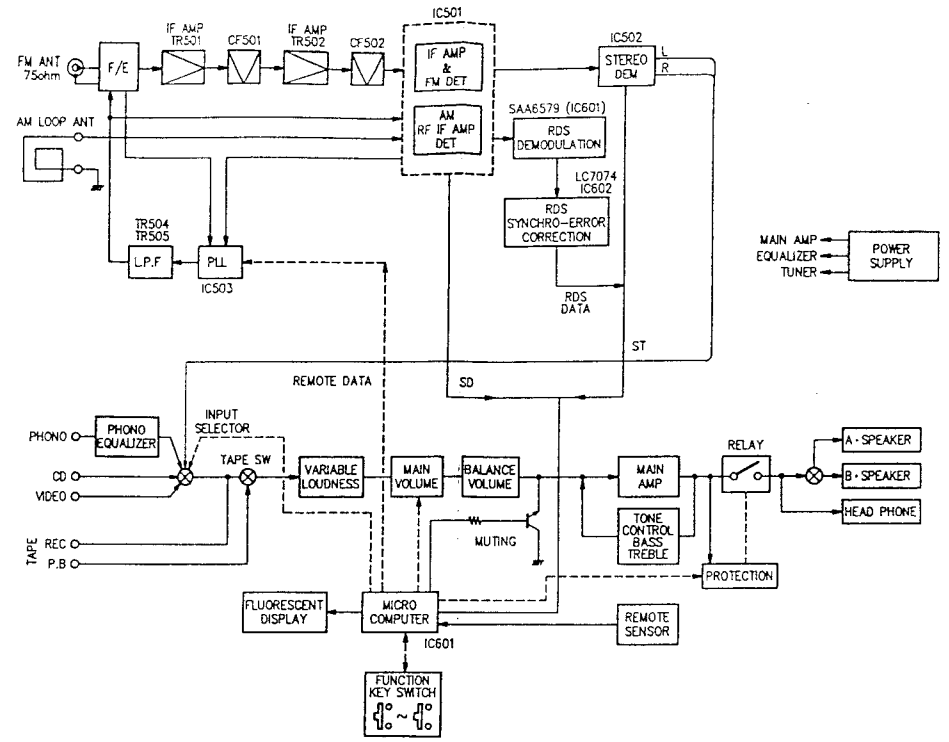 IC501
IF AMP
TR501
CF501
IF AMP
TR502
CF502
IC502
FM ANT
75ohm
F/E
IF AMP
&
FM DET
STEREO
DEM
L
R
AM LOOP ANT
AM
RF IF AMP
DET
SAA6579 (IC601)
RDS
DEMODULATION
LC7074
IC602
RDS
SYNCHRO-ERROR
CORRECTION
TR504
TR505
L.P.F
PLL
IC503
RDS
DATA
MAIN AMP
EQUALIZER
TUNER
POWER
SUPPLY
ST
REMOTE DATA
SD
INPUT
SELECTOR
PHONO
PHONO
EQUALIZER
TAPE SW
CD
VIDEO
VARIABLE
LOUDNESS
MAIN
VOLUME
BALANCE
VOLUME
MAIN
AMP
RELAY
A·SPEAKER
B·SPEAKER
HEAD PHONE
MUTING
TONE
CONTROL
BASS
TREBLE
TAPE
REC
P.B
PROTECTION
FLUORESCENT
DISPLAY
MICRO
COMPUTER
IC601
REMOTE
SENSOR
FUNCTION
KEY SWITCH
~